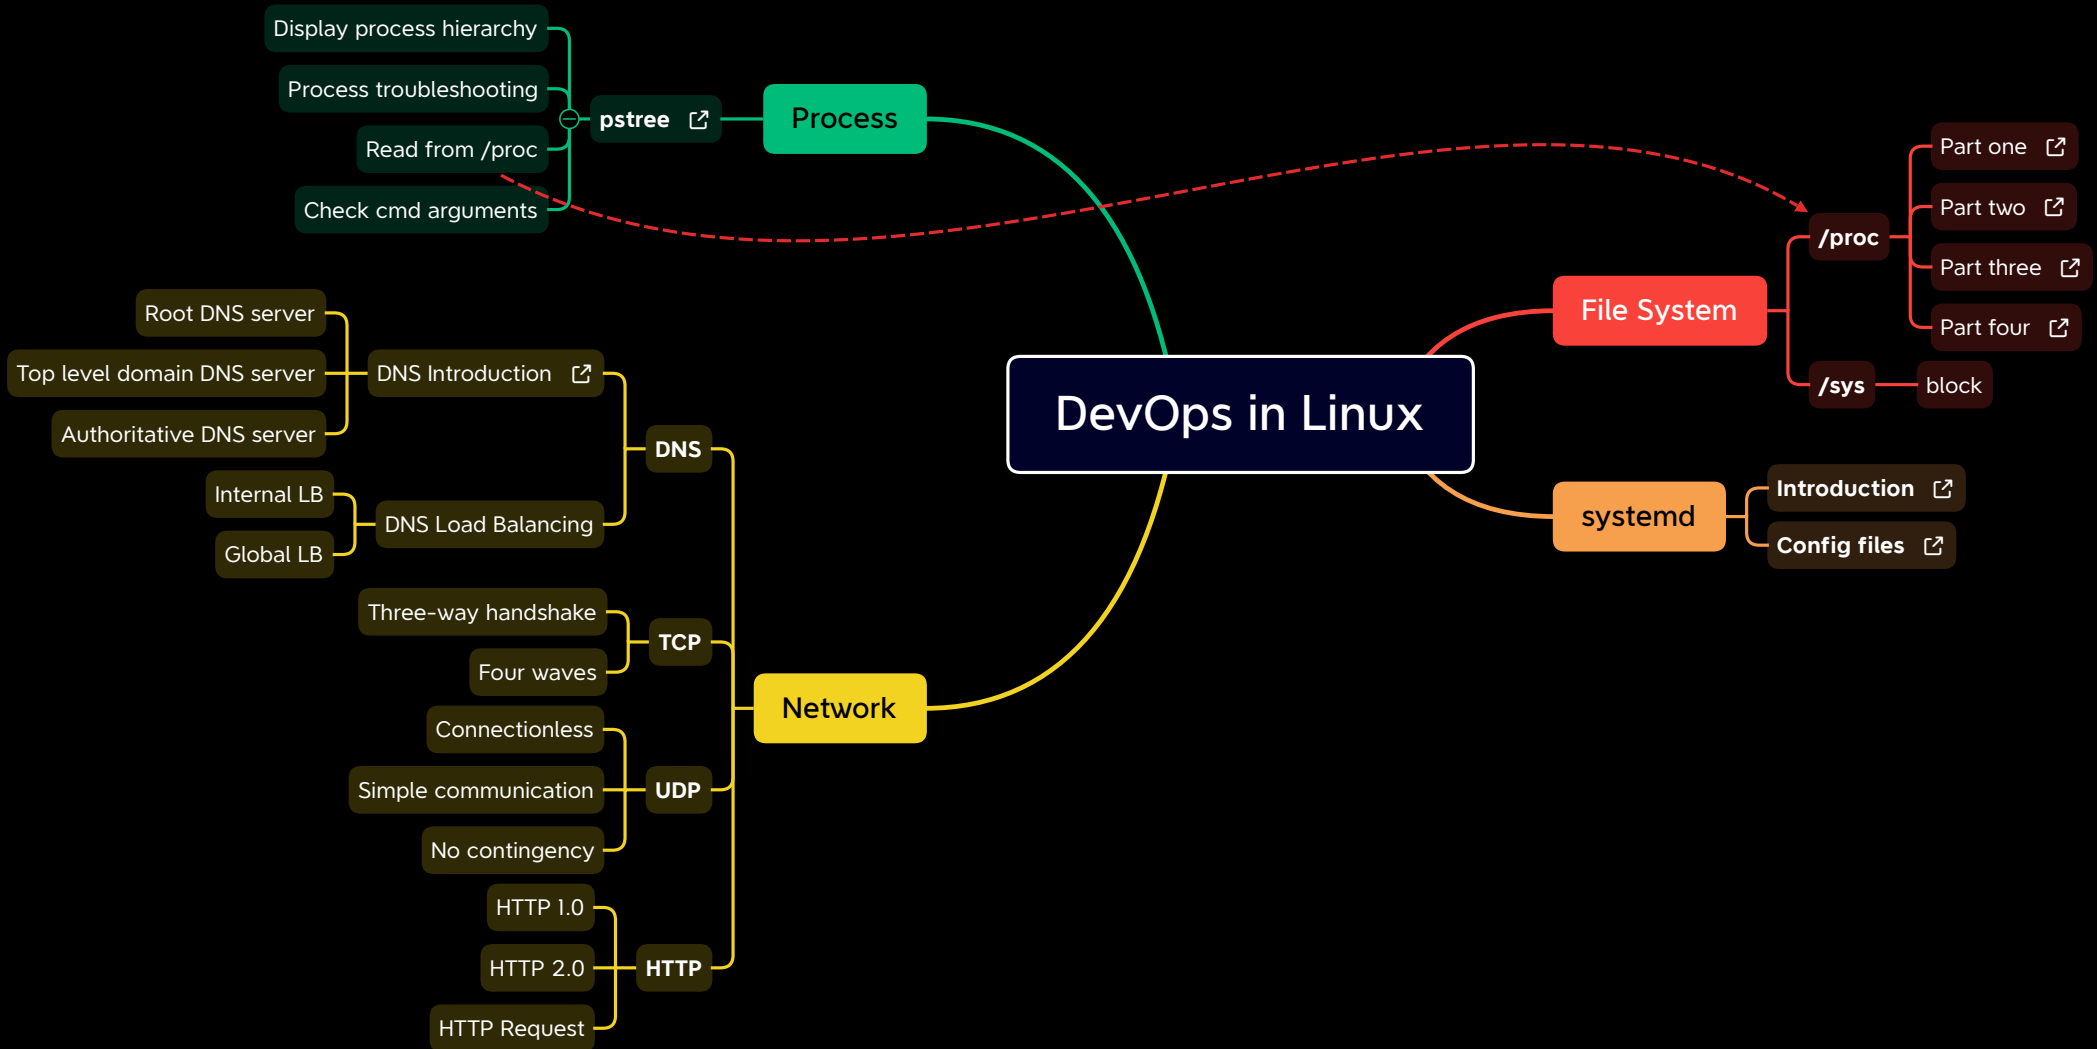 DevOps in Linux
Process
pstree
Display process hierarchy
Process troubleshooting
Read from /proc
Check cmd arguments
Network
DNS
DNS Introduction
Root DNS server
Top level domain DNS server
Authoritative DNS server
DNS Load Balancing
Internal LB
Global LB
TCP
Three-way handshake
Four waves
UDP
Connectionless
Simple communication
No contingency
HTTP
HTTP 1.0
HTTP 2.0
HTTP Request
File System
/proc
Part one
Part two
Part three
Part four
/sys
block
systemd
Introduction
Config files